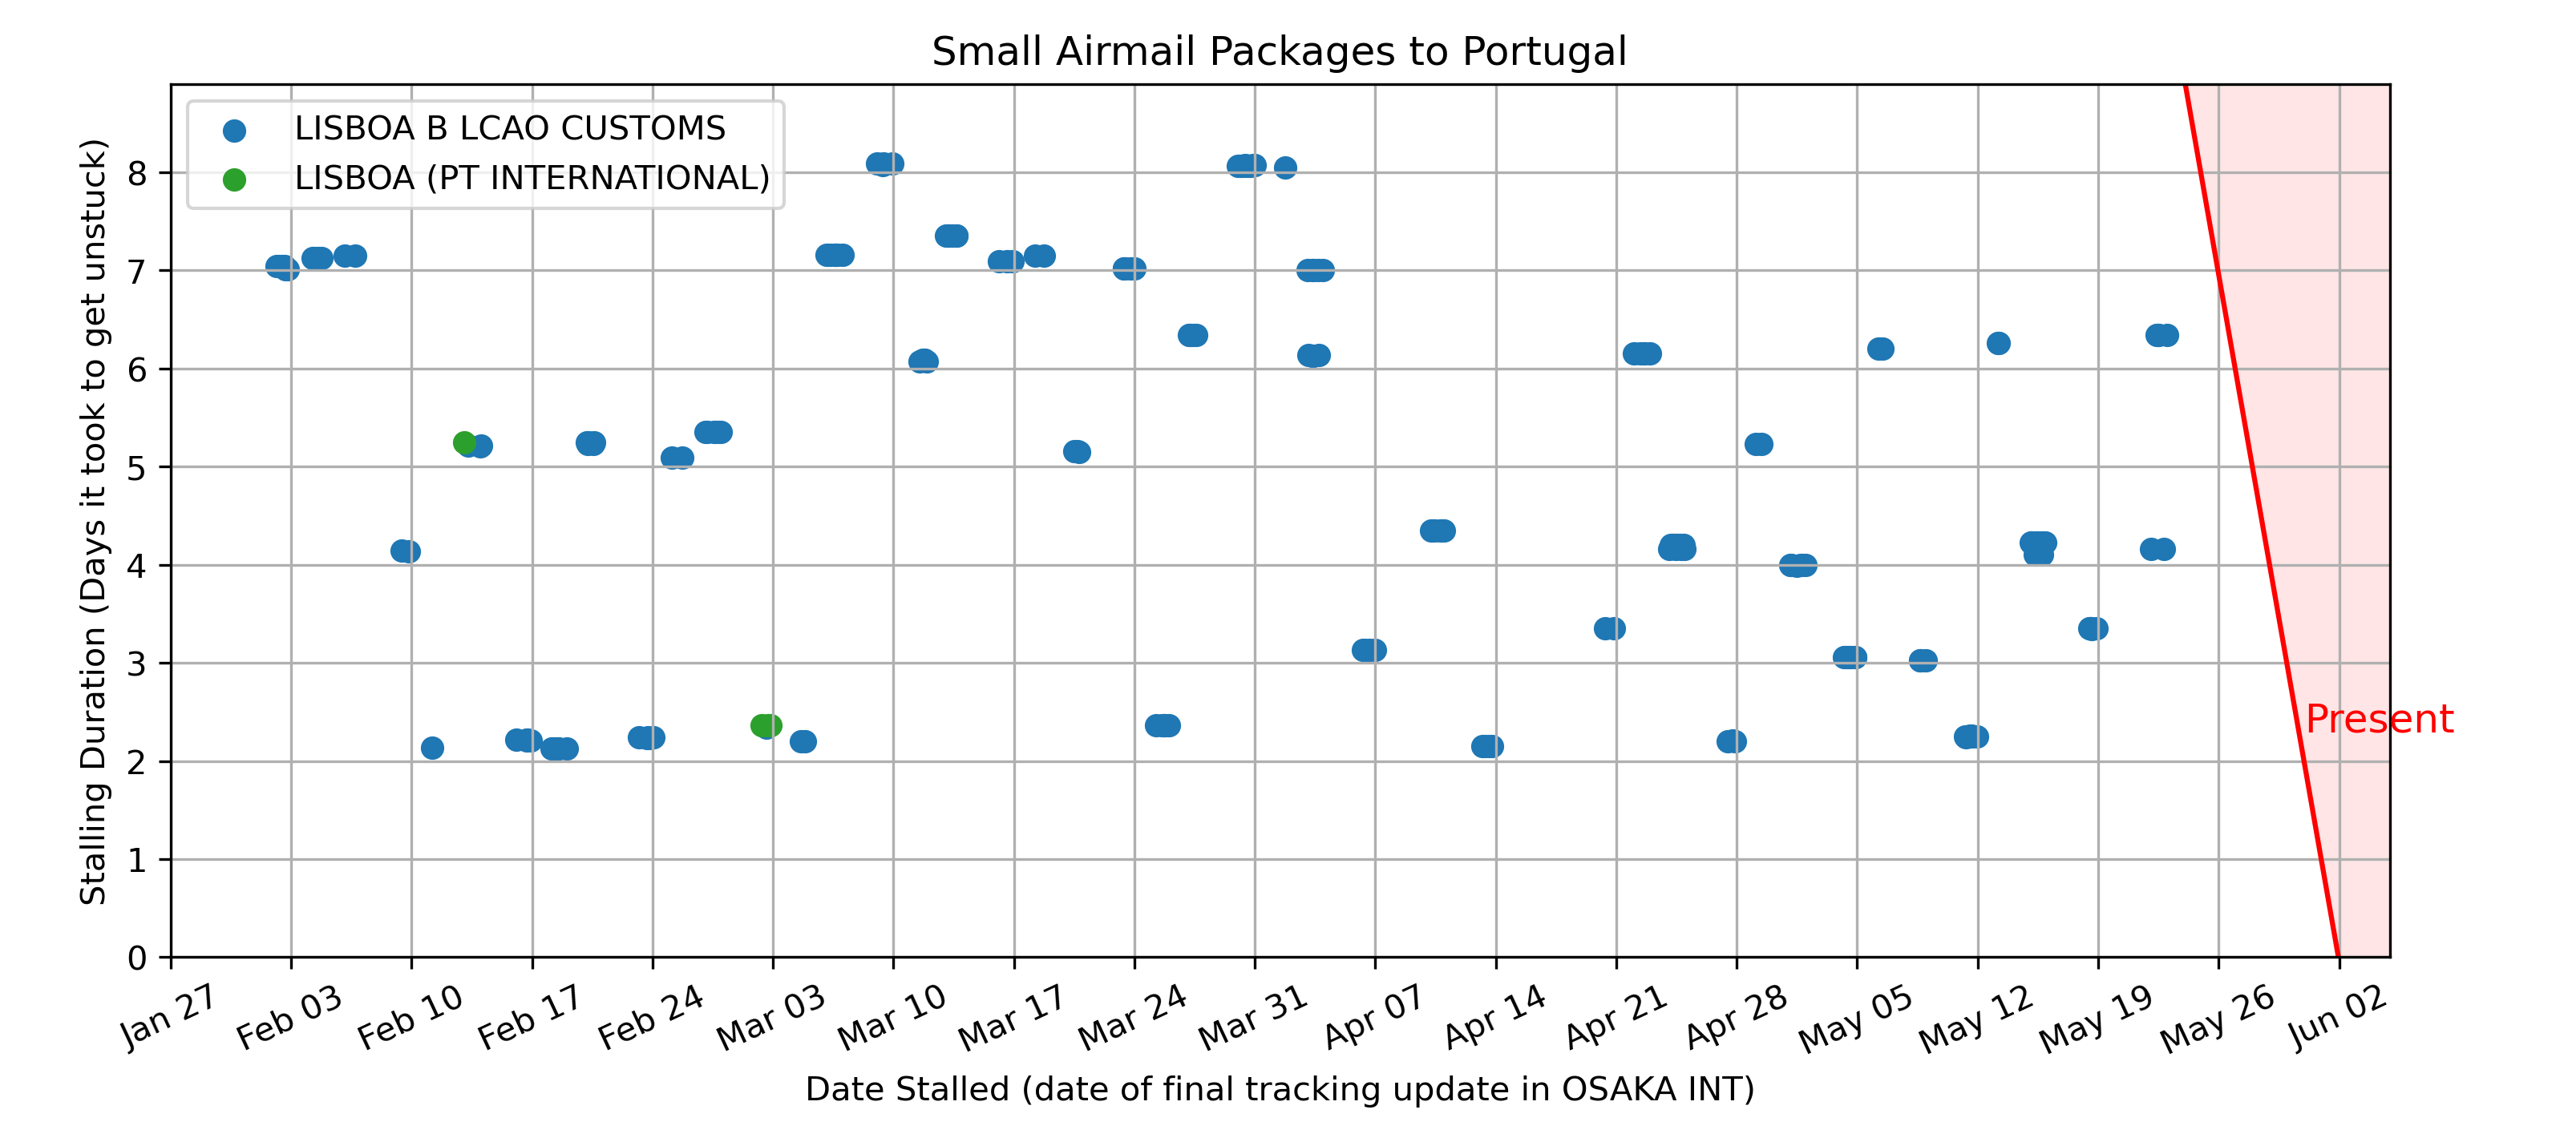 Small Airmail Packages to Portugal
LISBOA B LCAO CUSTOMS
LISBOA (PT INTERNATIONAL)
Stalling Duration (Days it took to get unstuck)
8
7
6
5
4
3
2
1
0
Present
Jan 27
Feb 03
Feb 10
Feb 17
Feb 24
Mar 03
Mar 10
Mar 17
Mar 24
Mar 31
Apr 07
Apr 14
Apr 21
Apr 28
May 05
May 12
May 19
May 26
Jun 02
Date Stalled (date of final tracking update in OSAKA INT)